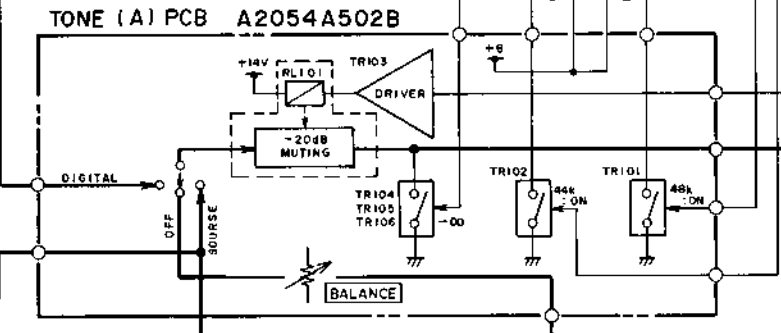 TONE (A) PCB A2054A502B
+14V
RL101
TR103
DRIVER
+B
-20dB
MUTING
DIGITAL
OFF
SOURSE
TR104
TR105
TR106
-∞
TR102
44k
:ON
TR101
48k
:ON
BALANCE